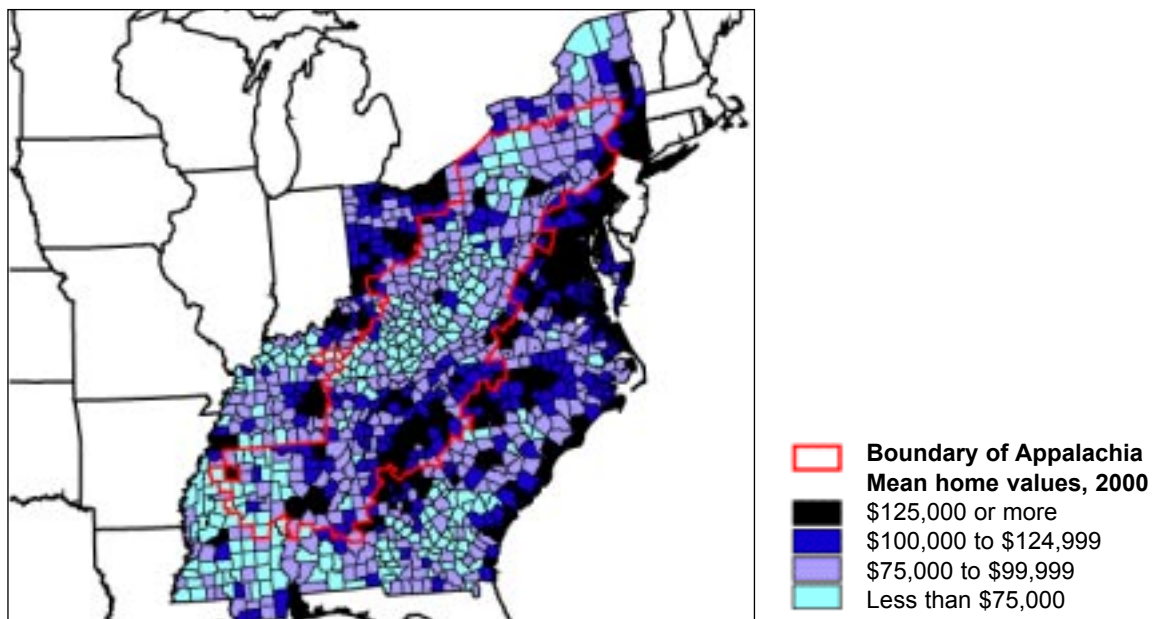 Boundary of Appalachia
Mean home values, 2000
$125,000 or more
$100,000 to $124,999
$75,000 to $99,999
Less than $75,000